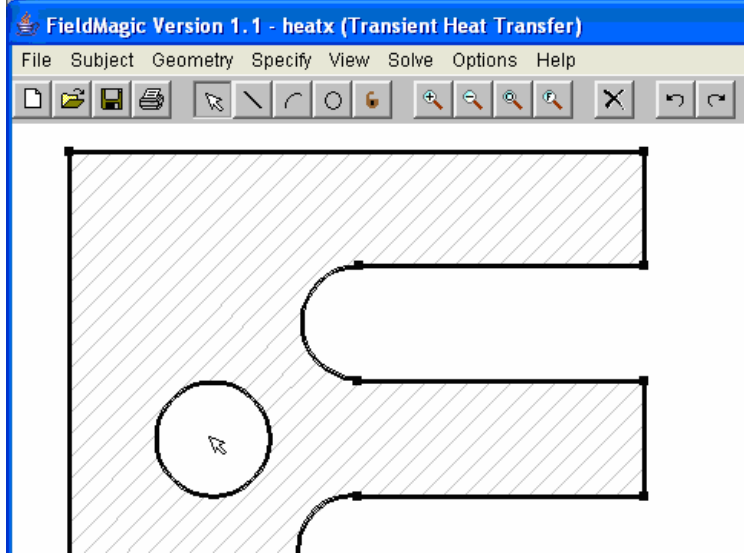 FieldMagic Version 1.1 - heatx (Transient Heat Transfer)
File Subject Geometry Specify View Solve Options Help